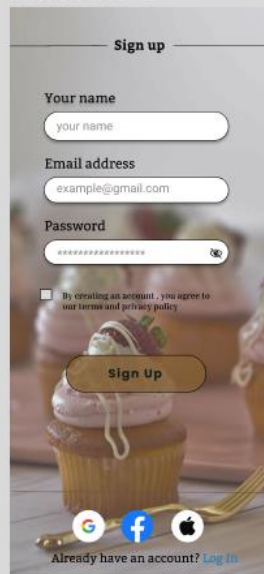 Sign up
Your name
your name
Email address
example@gmail.com
Password
*****************
By creating an account , you agree to
our terms and privacy policy
Sign Up
Already have an account? Log In